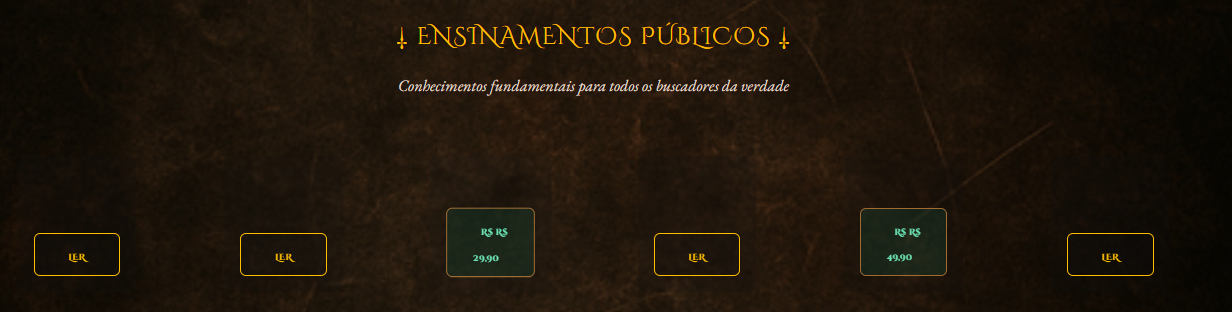 ENSINAMENTOS PÚBLICOS
Conhecimentos fundamentais para todos os buscadores da verdade
LER
LER
R$ R$
29,90
LER
R$ R$
49,90
LER